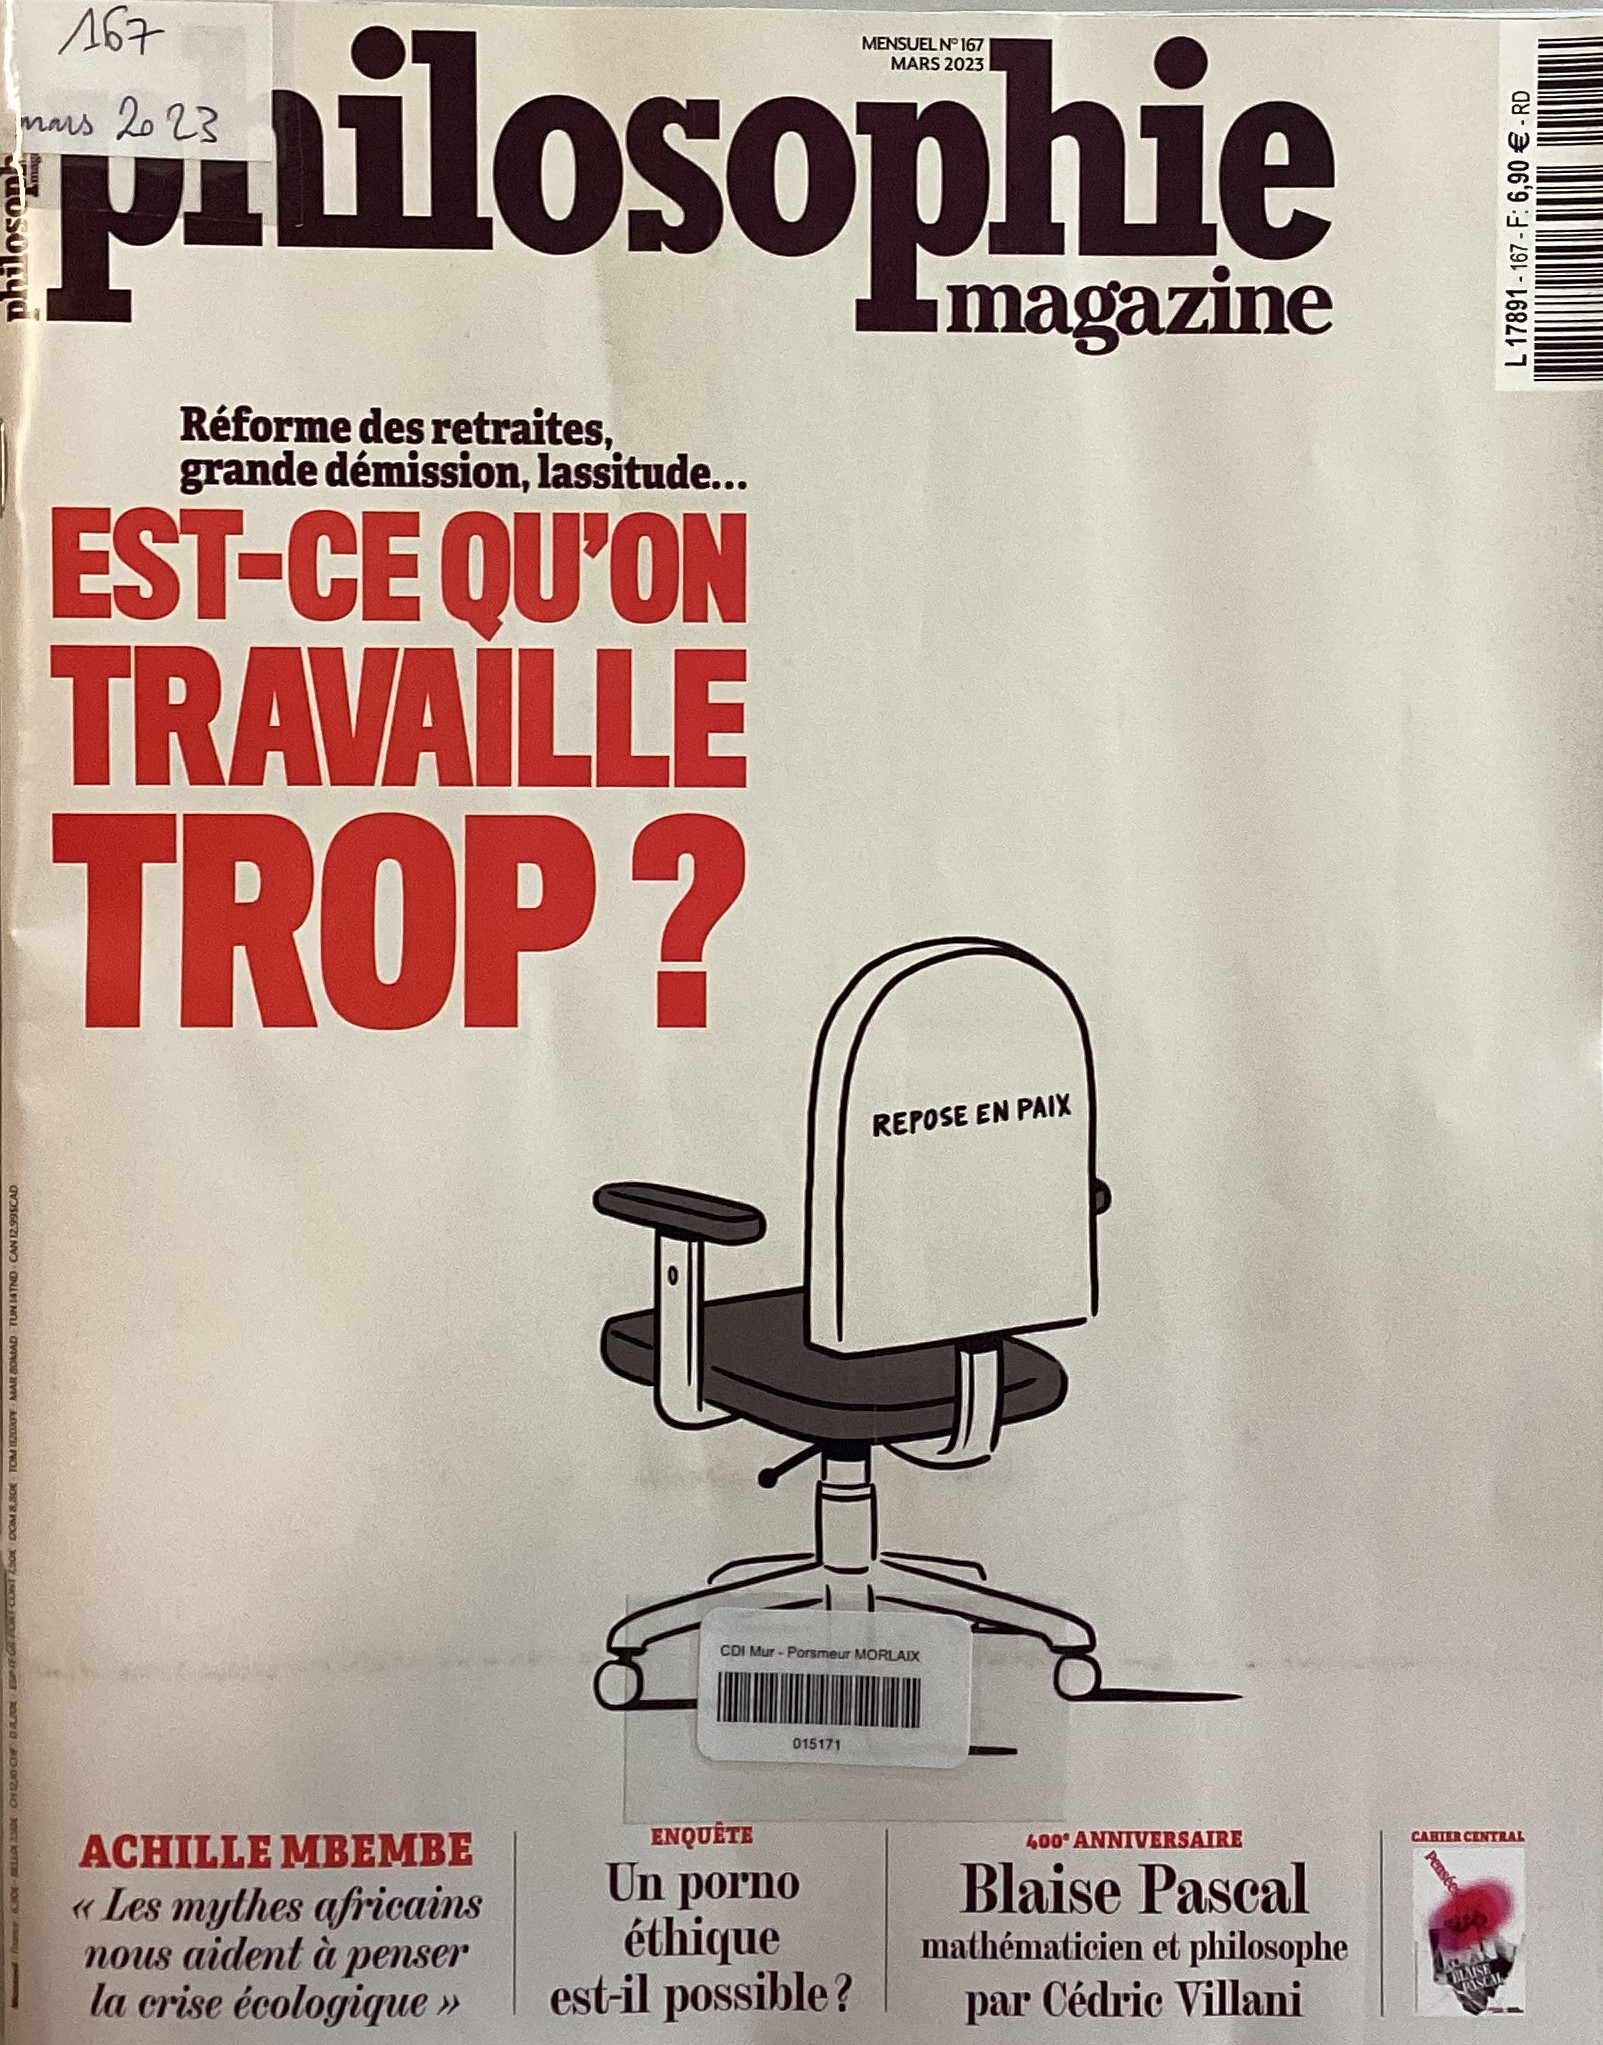 167
mars 2023
MENSUEL N° 167
MARS 2023
philosophie
magazine
L 17891 - 167 - F: 6,90 € - RD
philosoph
mag
Réforme des retraites,
grande démission, lassitude...
EST-CE QU'ON
TRAVAILLE
TROP ?
REPOSE EN PAIX
CDI Mur - Porsmeur MORLAIX
015171
ACHILLE MBEMBE
« Les mythes africains
nous aident à penser
la crise écologique »
ENQUÊTE
Un porno
éthique
est-il possible ?
400e ANNIVERSAIRE
Blaise Pascal
mathématicien et philosophe
par Cédric Villani
CAHIER CENTRAL
Pensées
BLAISE
PASCAL